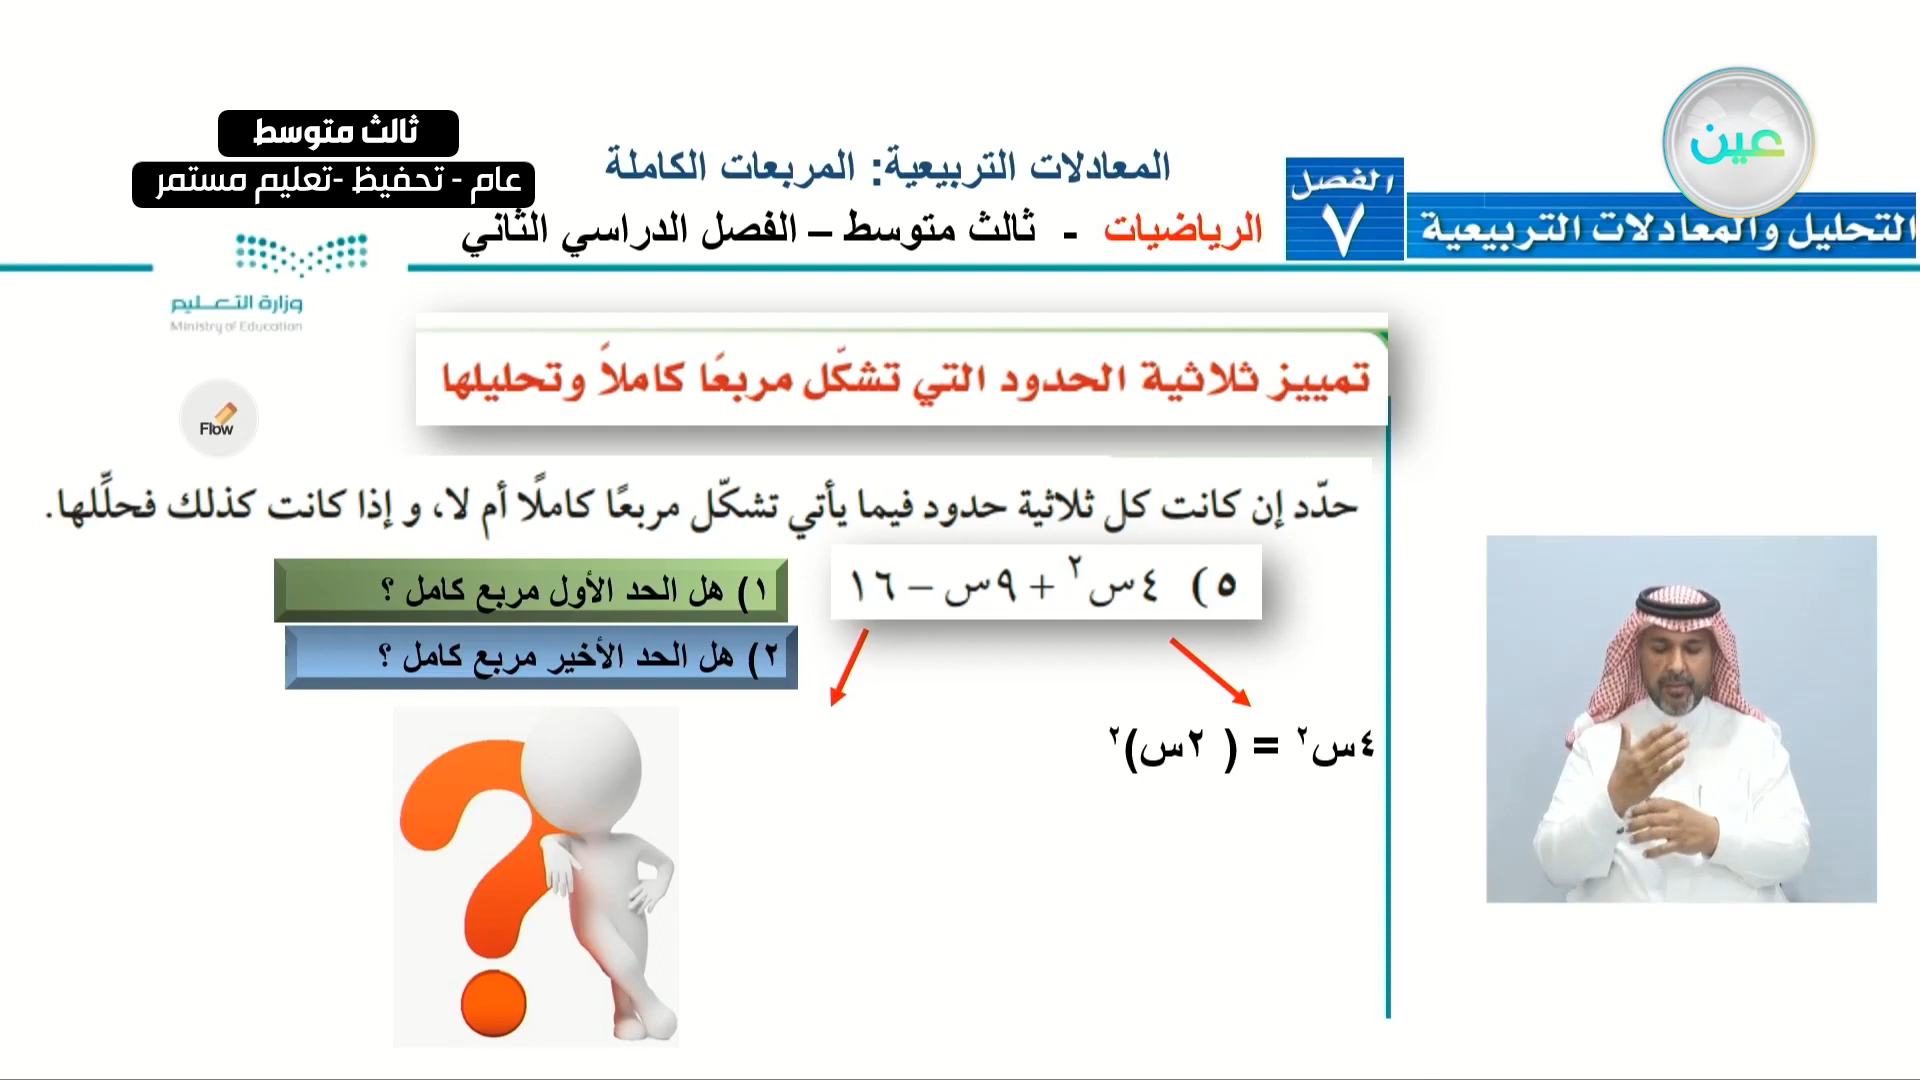 عين
ثالث متوسط
عام - تحفيظ -تعليم مستمر
المعادلات التربيعية: المربعات الكاملة
الرياضيات - ثالث متوسط – الفصل الدراسي الثاني
الفصل
٧
التحليل والمعادلات التربيعية
وزارة التعليم
Ministry of Education
تمييز ثلاثية الحدود التي تشكّل مربعًا كاملاً وتحليلها
Flow
حدّد إن كانت كل ثلاثية حدود فيما يأتي تشكّل مربعًا كاملًا أم لا، و إذا كانت كذلك فحلِّلها.
٥) ٤س٢ + ٩س – ١٦
١) هل الحد الأول مربع كامل ؟
٢) هل الحد الأخير مربع كامل ؟
٤س٢ = ( ٢س)٢